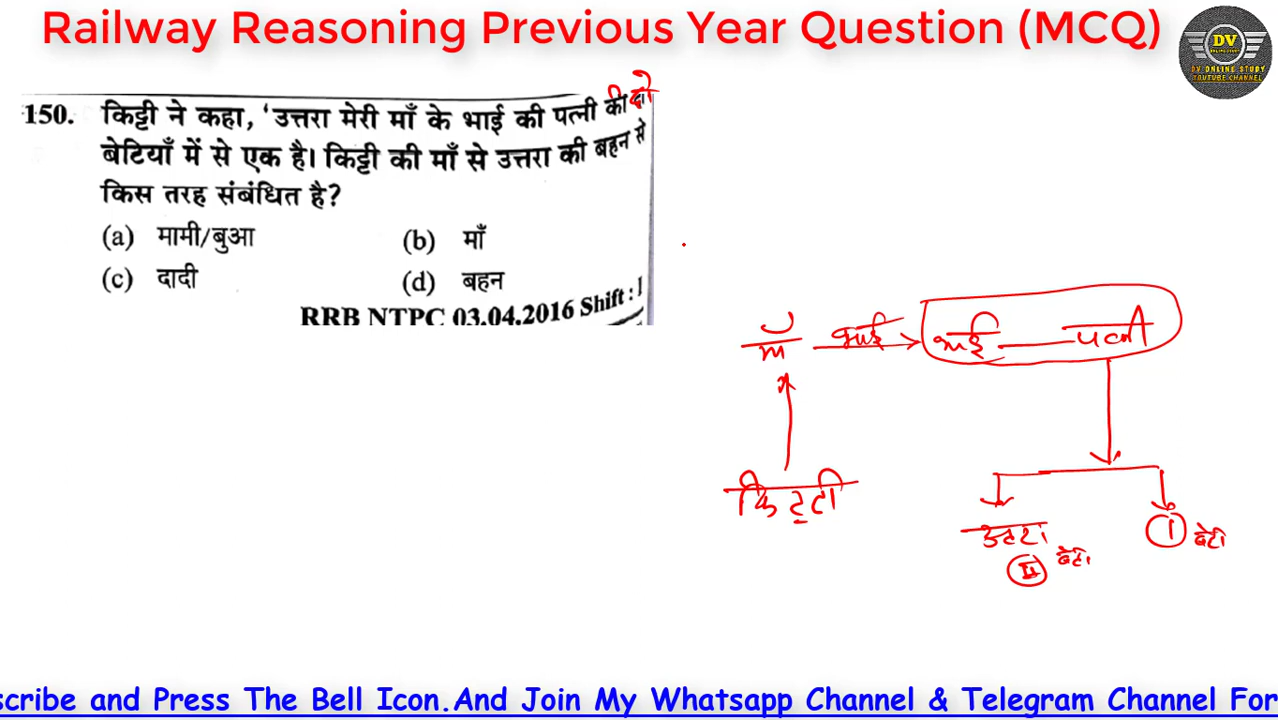 Railway Reasoning Previous Year Question (MCQ)
DV
DV ONLINE STUDY
YOUTUBE CHANNEL
150. किट्टी ने कहा, 'उत्तरा मेरी माँ के भाई की पत्नी की दो
बेटियाँ में से एक है। किट्टी की माँ से उत्तरा की बहन से
किस तरह संबंधित है?
(a) मामी/बुआ (b) माँ
(c) दादी (d) बहन
RRB NTPC 03.04.2016 Shift : I
माँ भाई भाई पत्नी
किट्टी
उत्तरा II बेटी I बेटी
scribe and Press The Bell Icon.And Join My Whatsapp Channel & Telegram Channel For